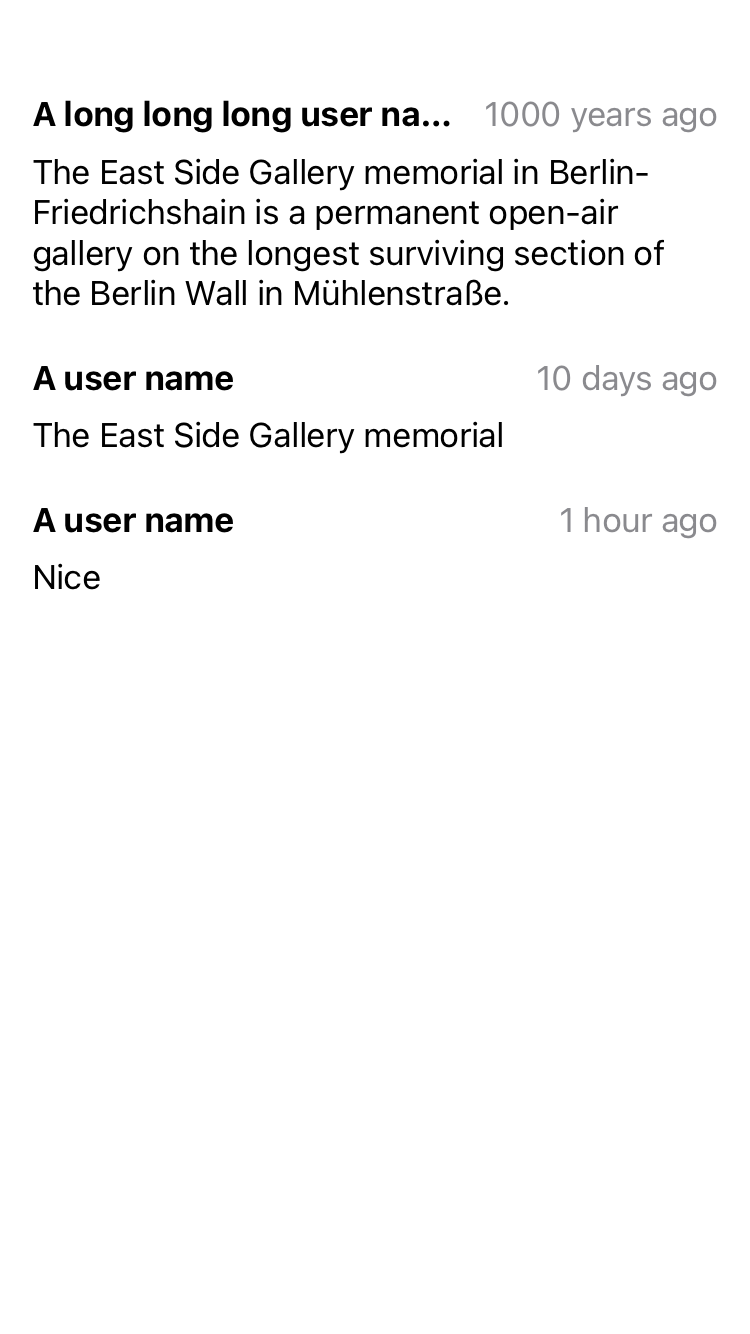 A long long long user na... 1000 years ago
The East Side Gallery memorial in Berlin-
Friedrichshain is a permanent open-air
gallery on the longest surviving section of
the Berlin Wall in Mühlenstraße.
A user name 10 days ago
The East Side Gallery memorial
A user name 1 hour ago
Nice